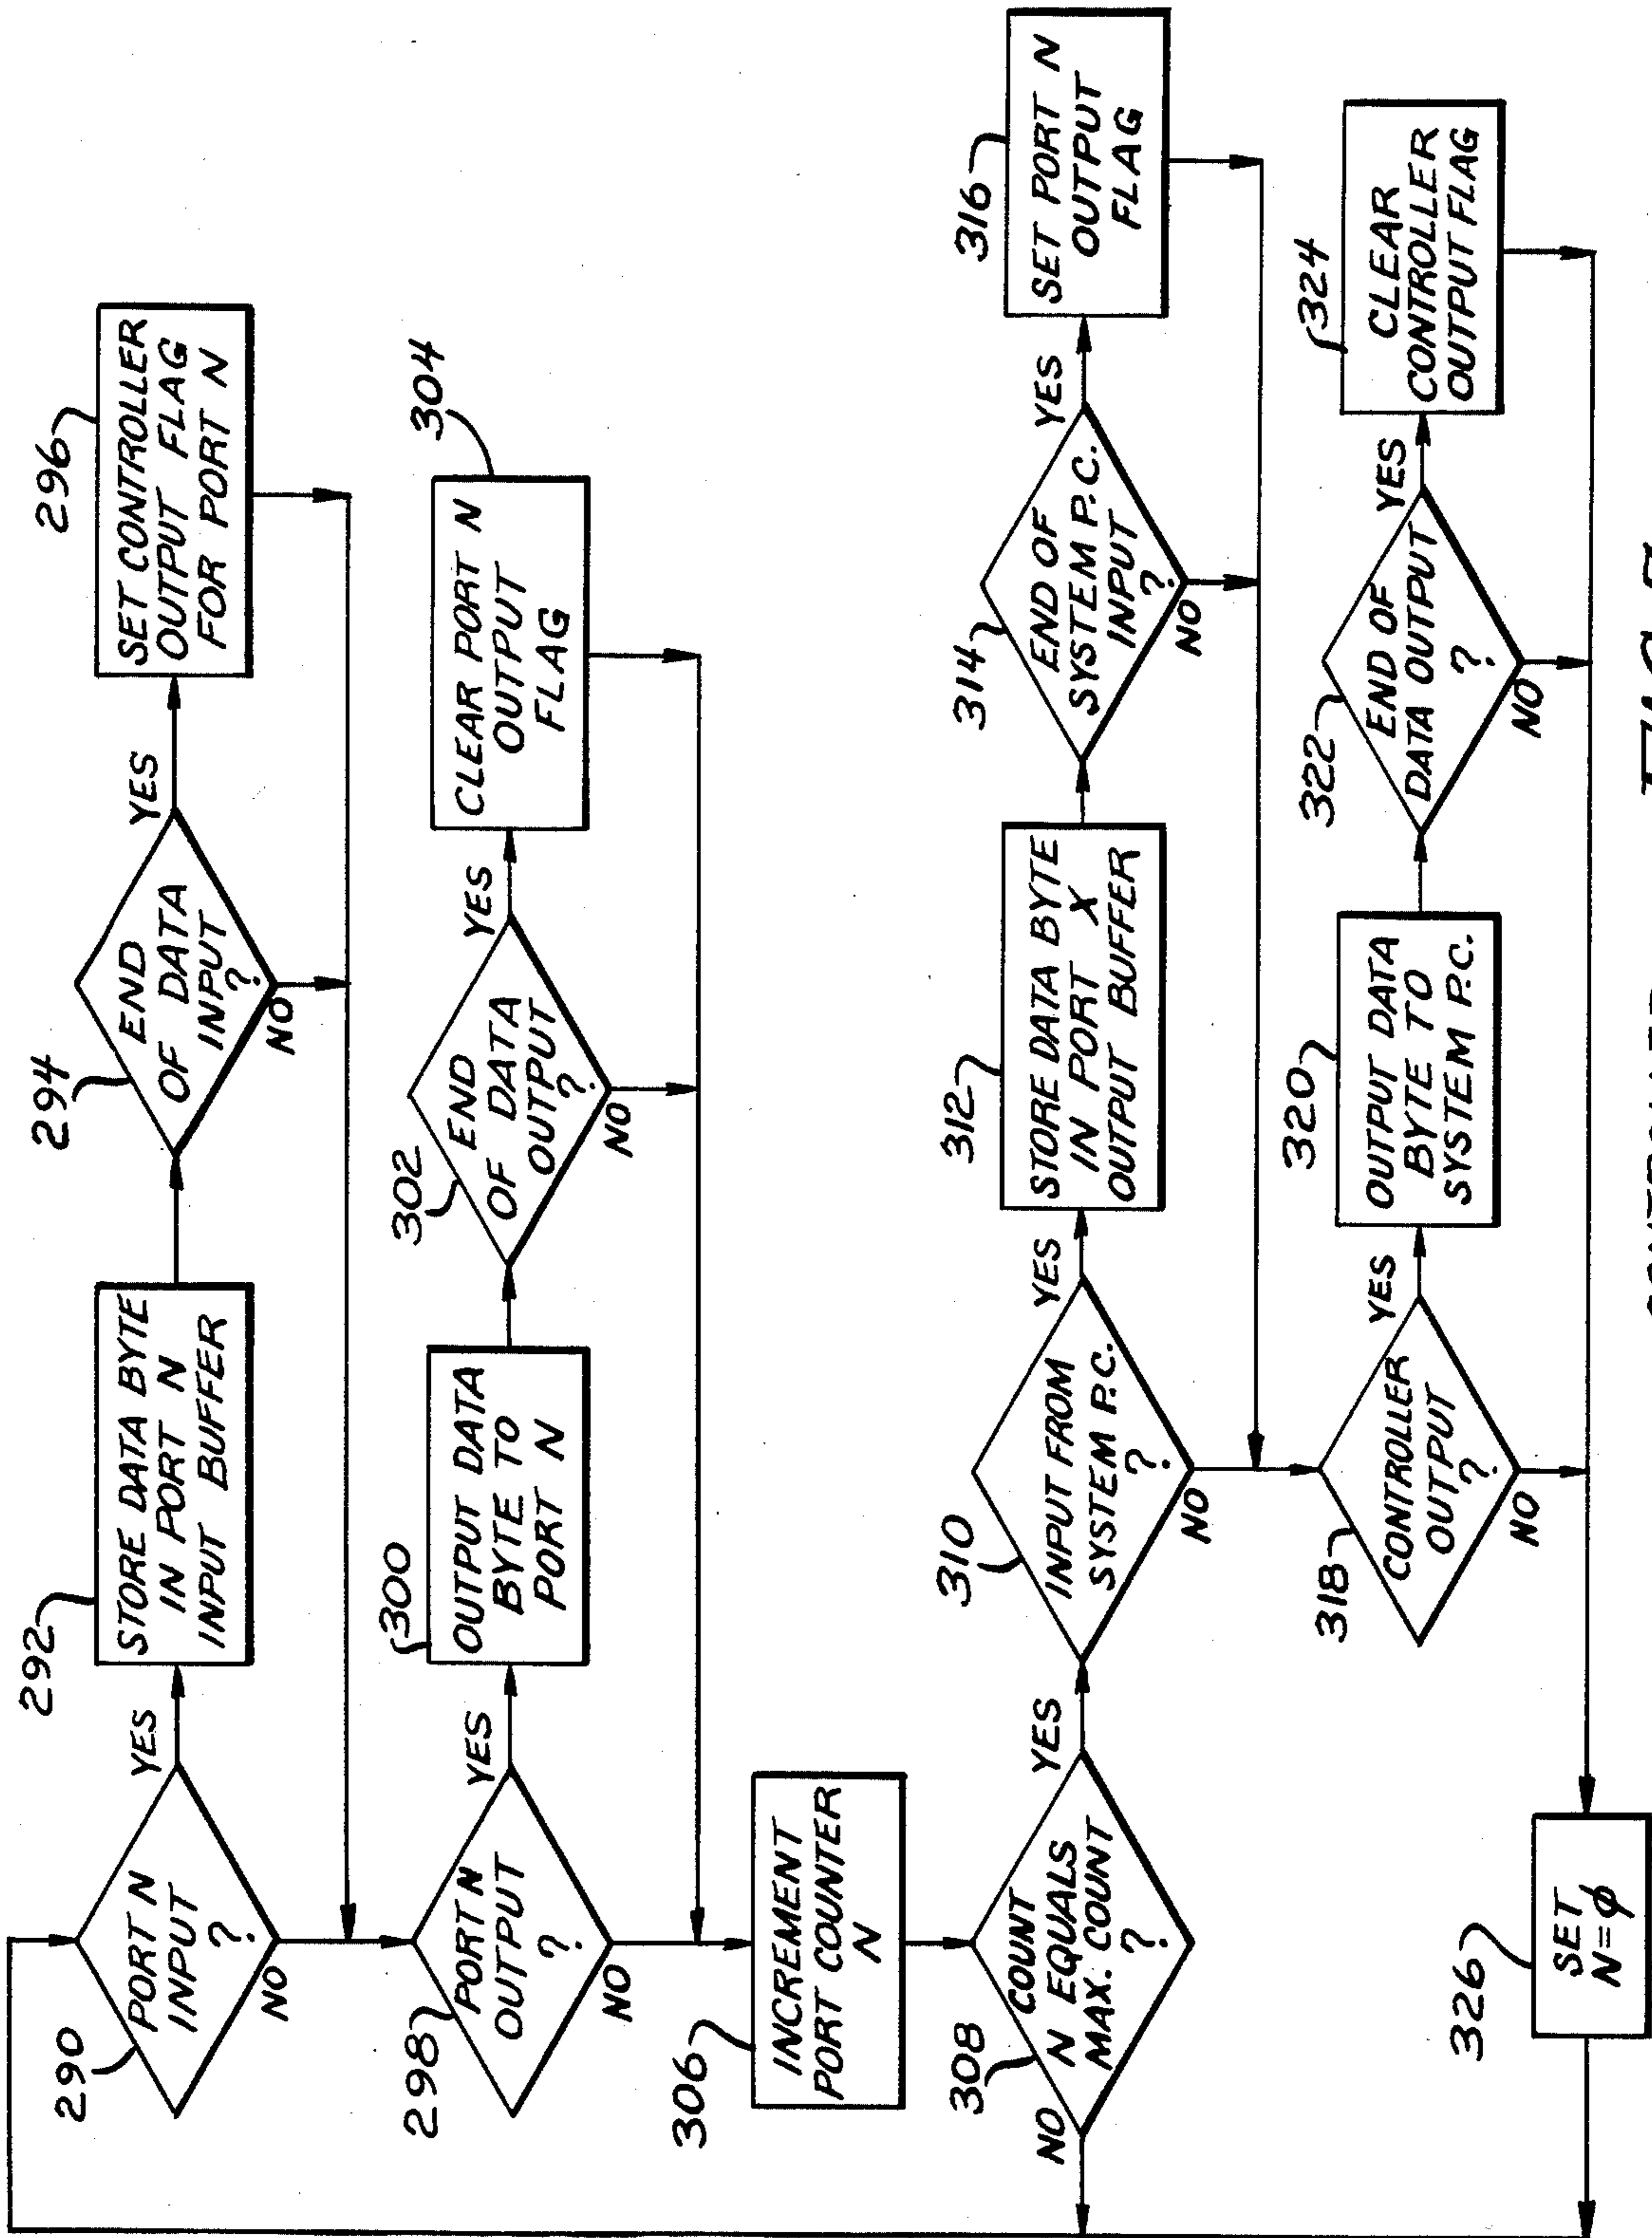 290
PORT N
INPUT
?
YES
NO
292
STORE DATA BYTE
IN PORT N
INPUT BUFFER
294
END
OF DATA
INPUT
?
YES
NO
296
SET CONTROLLER
OUTPUT FLAG
FOR PORT N
298
PORT N
OUTPUT
?
YES
NO
300
OUTPUT DATA
BYTE TO
PORT N
302
END
OF DATA
OUTPUT
?
YES
NO
304
CLEAR PORT N
OUTPUT
FLAG
306
INCREMENT
PORT COUNTER
N
308
COUNT
N EQUALS
MAX. COUNT
?
NO
YES
310
INPUT FROM
SYSTEM P.C.
?
YES
NO
312
STORE DATA BYTE
IN PORT X
OUTPUT BUFFER
314
END OF
SYSTEM P.C.
INPUT
?
YES
NO
316
SET PORT N
OUTPUT
FLAG
318
CONTROLLER
OUTPUT
?
YES
NO
320
OUTPUT DATA
BYTE TO
SYSTEM P.C.
322
END OF
DATA OUTPUT
?
YES
NO
324
CLEAR
CONTROLLER
OUTPUT FLAG
326
SET
N=ϕ